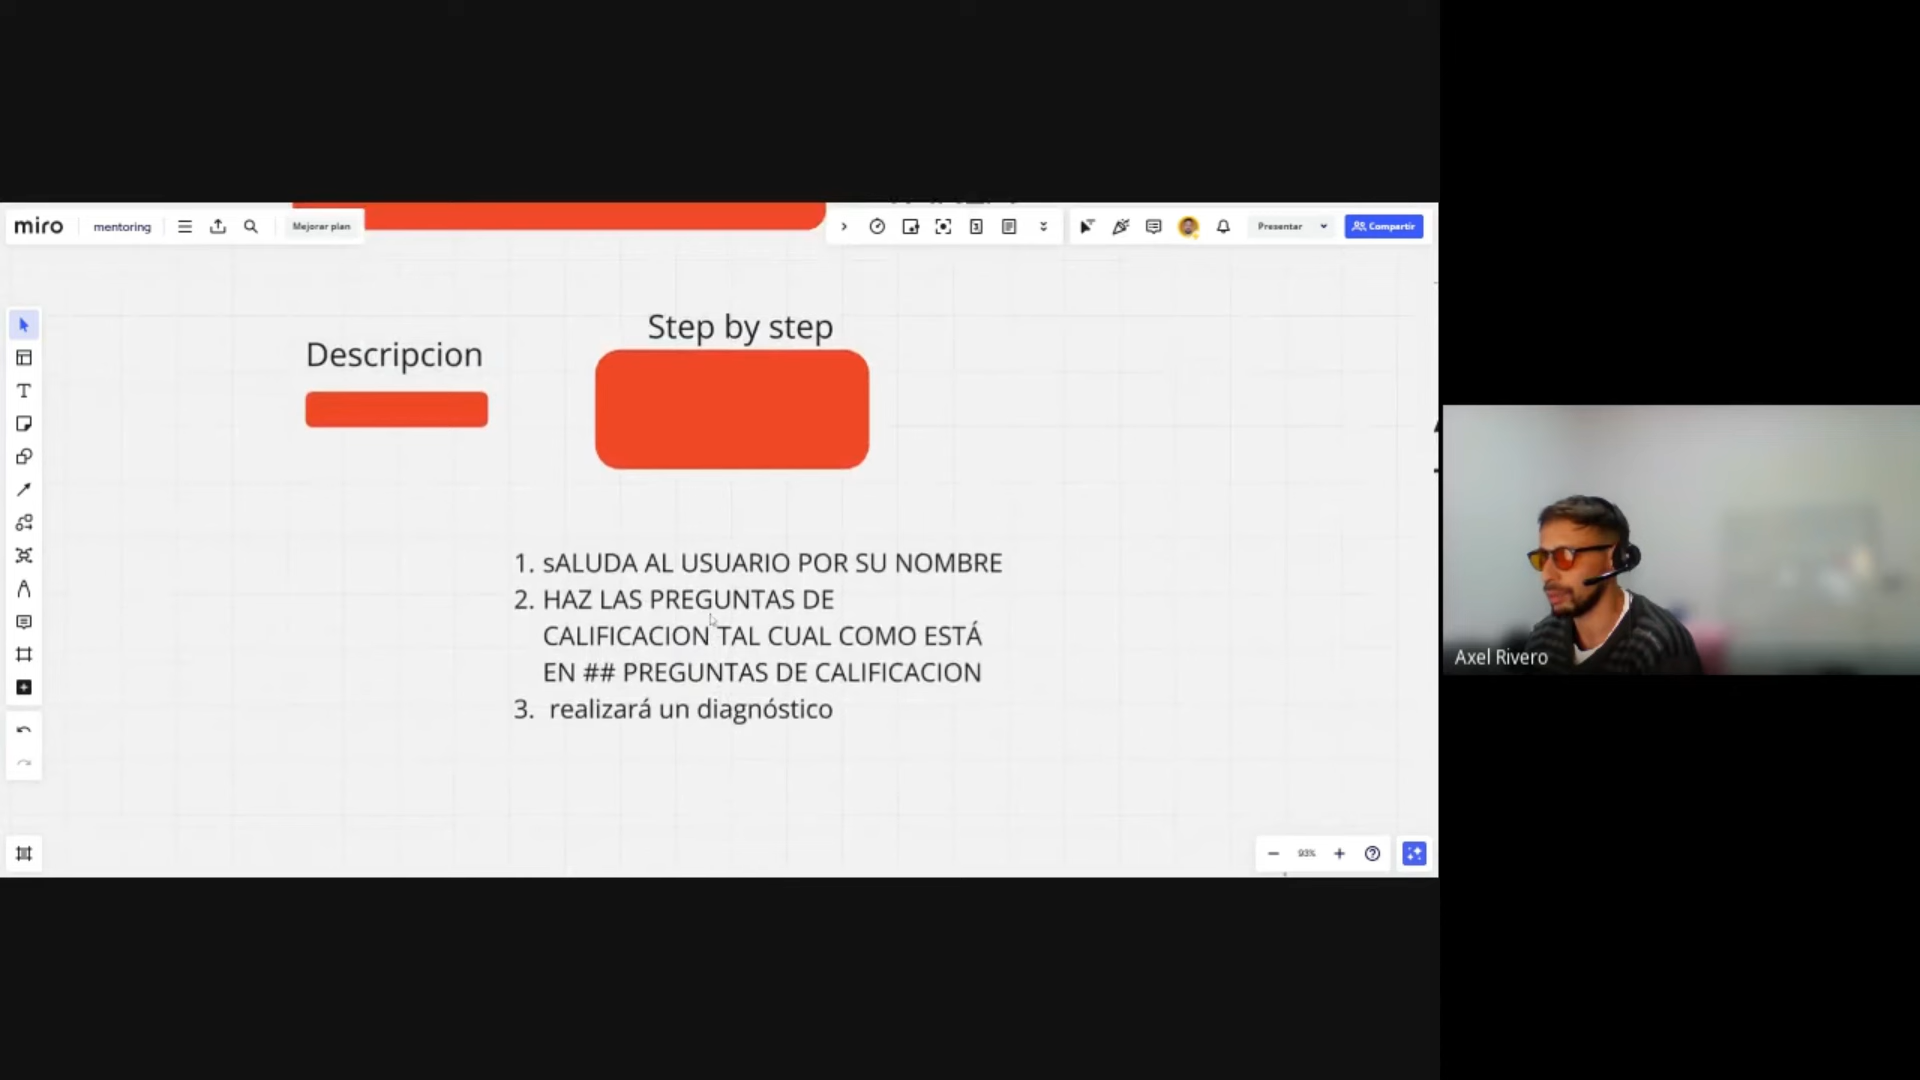 miro
mentoring
Mejorar plan
Presentar
Compartir
Step by step
Descripcion
1. sALUDA AL USUARIO POR SU NOMBRE
2. HAZ LAS PREGUNTAS DE
CALIFICACION TAL CUAL COMO ESTÁ
EN ## PREGUNTAS DE CALIFICACION
3. realizará un diagnóstico
Axel Rivero
93%